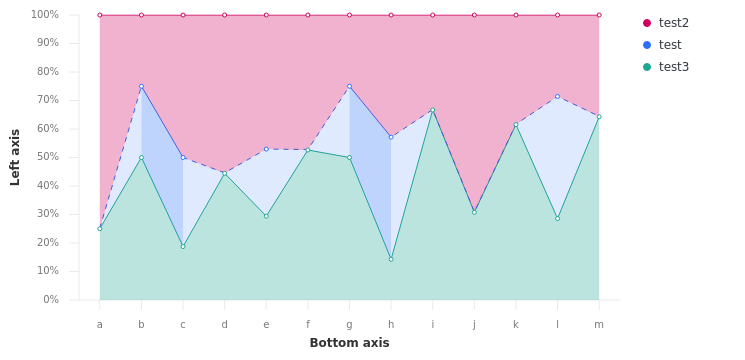 100%
90%
80%
70%
60%
50%
40%
30%
20%
10%
0%
Left axis
a b c d e f g h i j k l m
Bottom axis
test2
test
test3